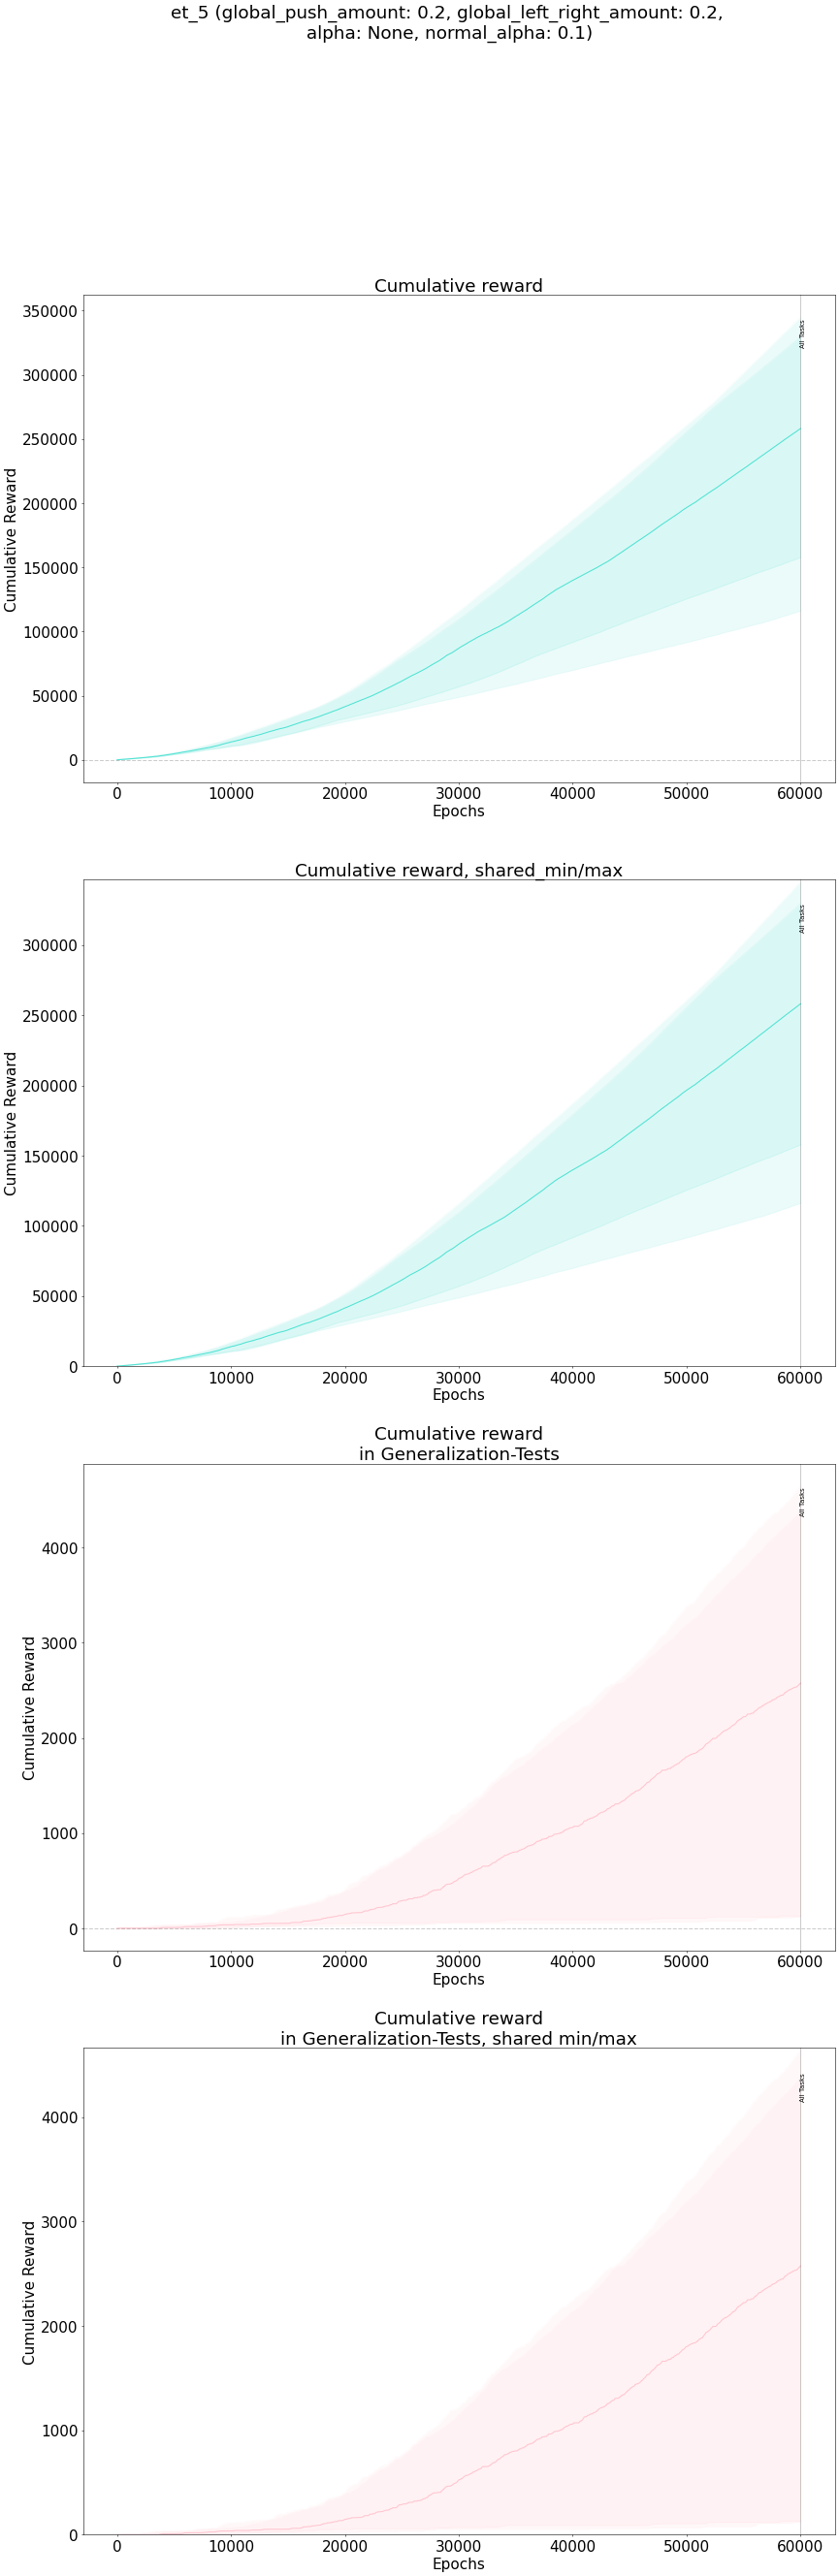 et_5 (global_push_amount: 0.2, global_left_right_amount: 0.2,
alpha: None, normal_alpha: 0.1)
Cumulative reward
350000
300000
250000
200000
150000
100000
50000
0
Cumulative Reward
All Tasks
0 10000 20000 30000 40000 50000 60000
Epochs
Cumulative reward, shared_min/max
300000
250000
200000
150000
100000
50000
0
Cumulative Reward
All Tasks
0 10000 20000 30000 40000 50000 60000
Epochs
Cumulative reward
in Generalization-Tests
4000
3000
2000
1000
0
Cumulative Reward
All Tasks
0 10000 20000 30000 40000 50000 60000
Epochs
Cumulative reward
in Generalization-Tests, shared min/max
4000
3000
2000
1000
0
Cumulative Reward
All Tasks
0 10000 20000 30000 40000 50000 60000
Epochs